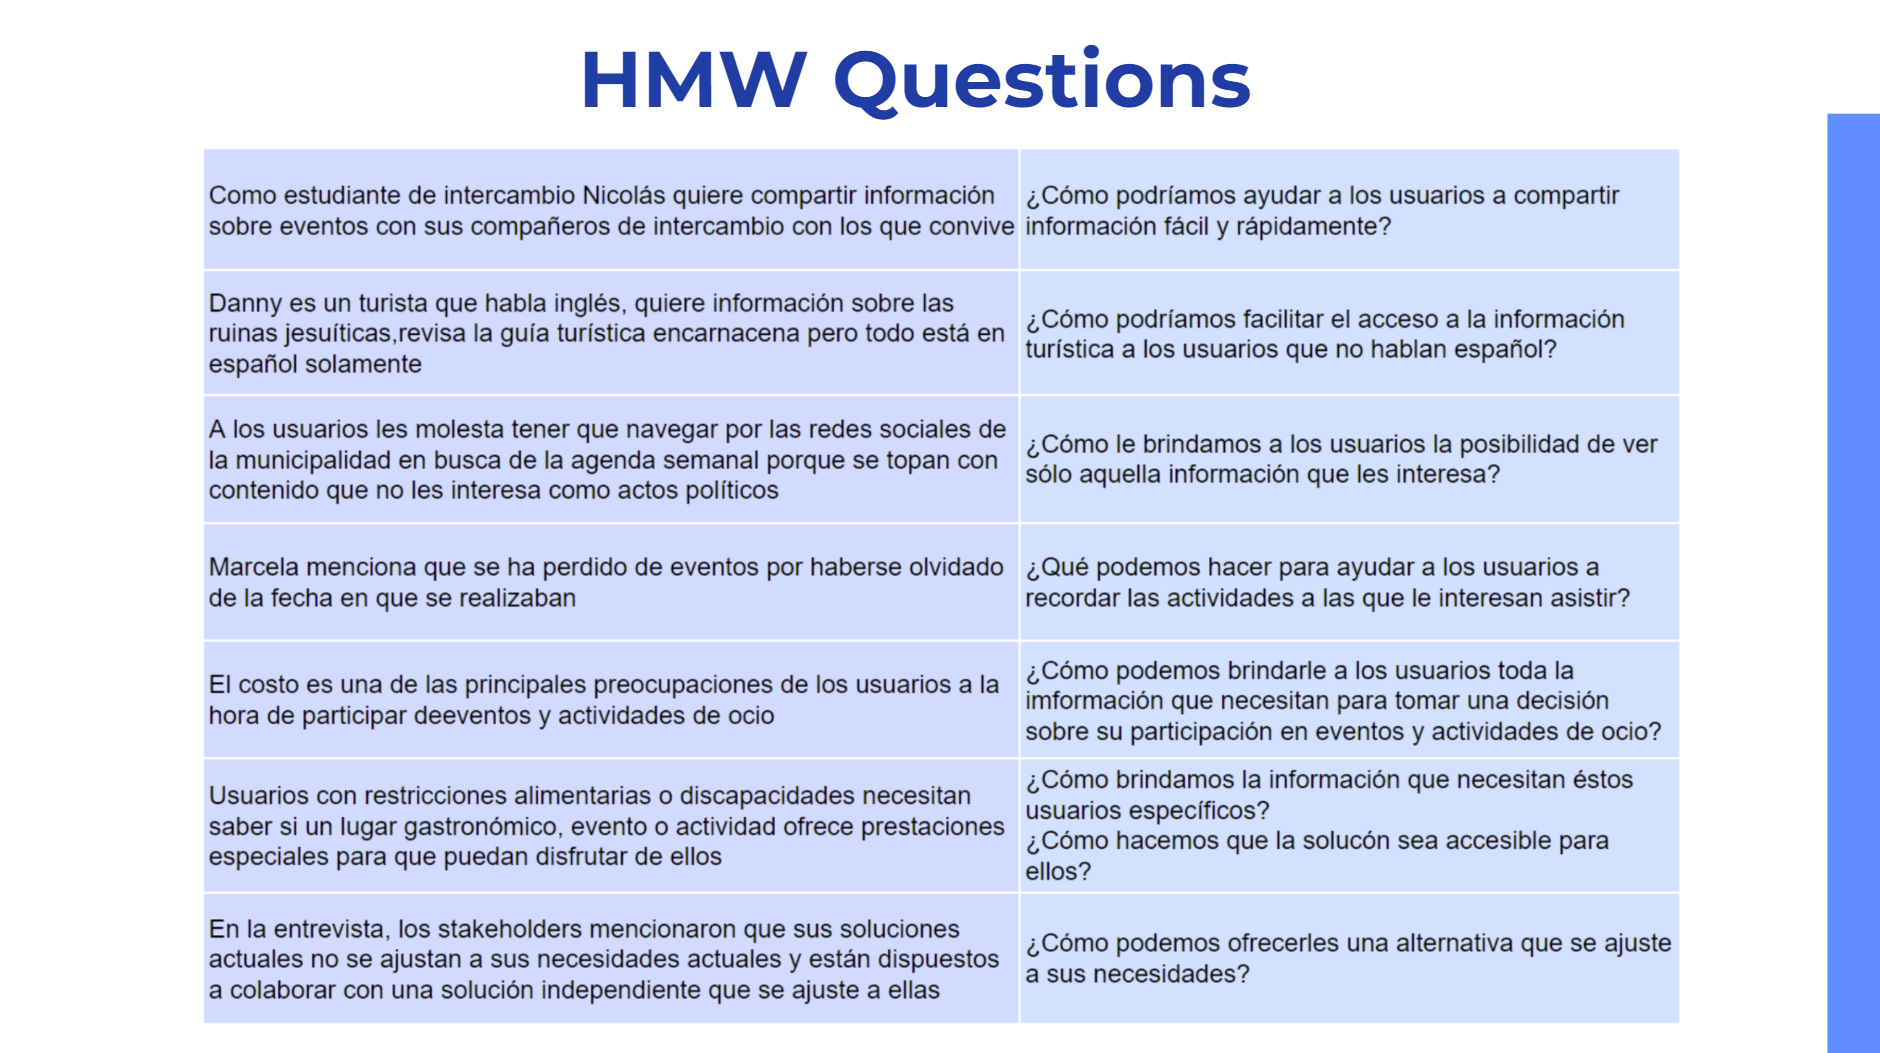 HMW Questions
Como estudiante de intercambio Nicolás quiere compartir información
sobre eventos con sus compañeros de intercambio con los que convive
¿Cómo podríamos ayudar a los usuarios a compartir
información fácil y rápidamente?
Danny es un turista que habla inglés, quiere información sobre las
ruinas jesuíticas,revisa la guía turística encarnacena pero todo está en
español solamente
¿Cómo podríamos facilitar el acceso a la información
turística a los usuarios que no hablan español?
A los usuarios les molesta tener que navegar por las redes sociales de
la municipalidad en busca de la agenda semanal porque se topan con
contenido que no les interesa como actos políticos
¿Cómo le brindamos a los usuarios la posibilidad de ver
sólo aquella información que les interesa?
Marcela menciona que se ha perdido de eventos por haberse olvidado
de la fecha en que se realizaban
¿Qué podemos hacer para ayudar a los usuarios a
recordar las actividades a las que le interesan asistir?
El costo es una de las principales preocupaciones de los usuarios a la
hora de participar deeventos y actividades de ocio
¿Cómo podemos brindarle a los usuarios toda la
imformación que necesitan para tomar una decisión
sobre su participación en eventos y actividades de ocio?
Usuarios con restricciones alimentarias o discapacidades necesitan
saber si un lugar gastronómico, evento o actividad ofrece prestaciones
especiales para que puedan disfrutar de ellos
¿Cómo brindamos la información que necesitan éstos
usuarios específicos?
¿Cómo hacemos que la solucón sea accesible para
ellos?
En la entrevista, los stakeholders mencionaron que sus soluciones
actuales no se ajustan a sus necesidades actuales y están dispuestos
a colaborar con una solución independiente que se ajuste a ellas
¿Cómo podemos ofrecerles una alternativa que se ajuste
a sus necesidades?